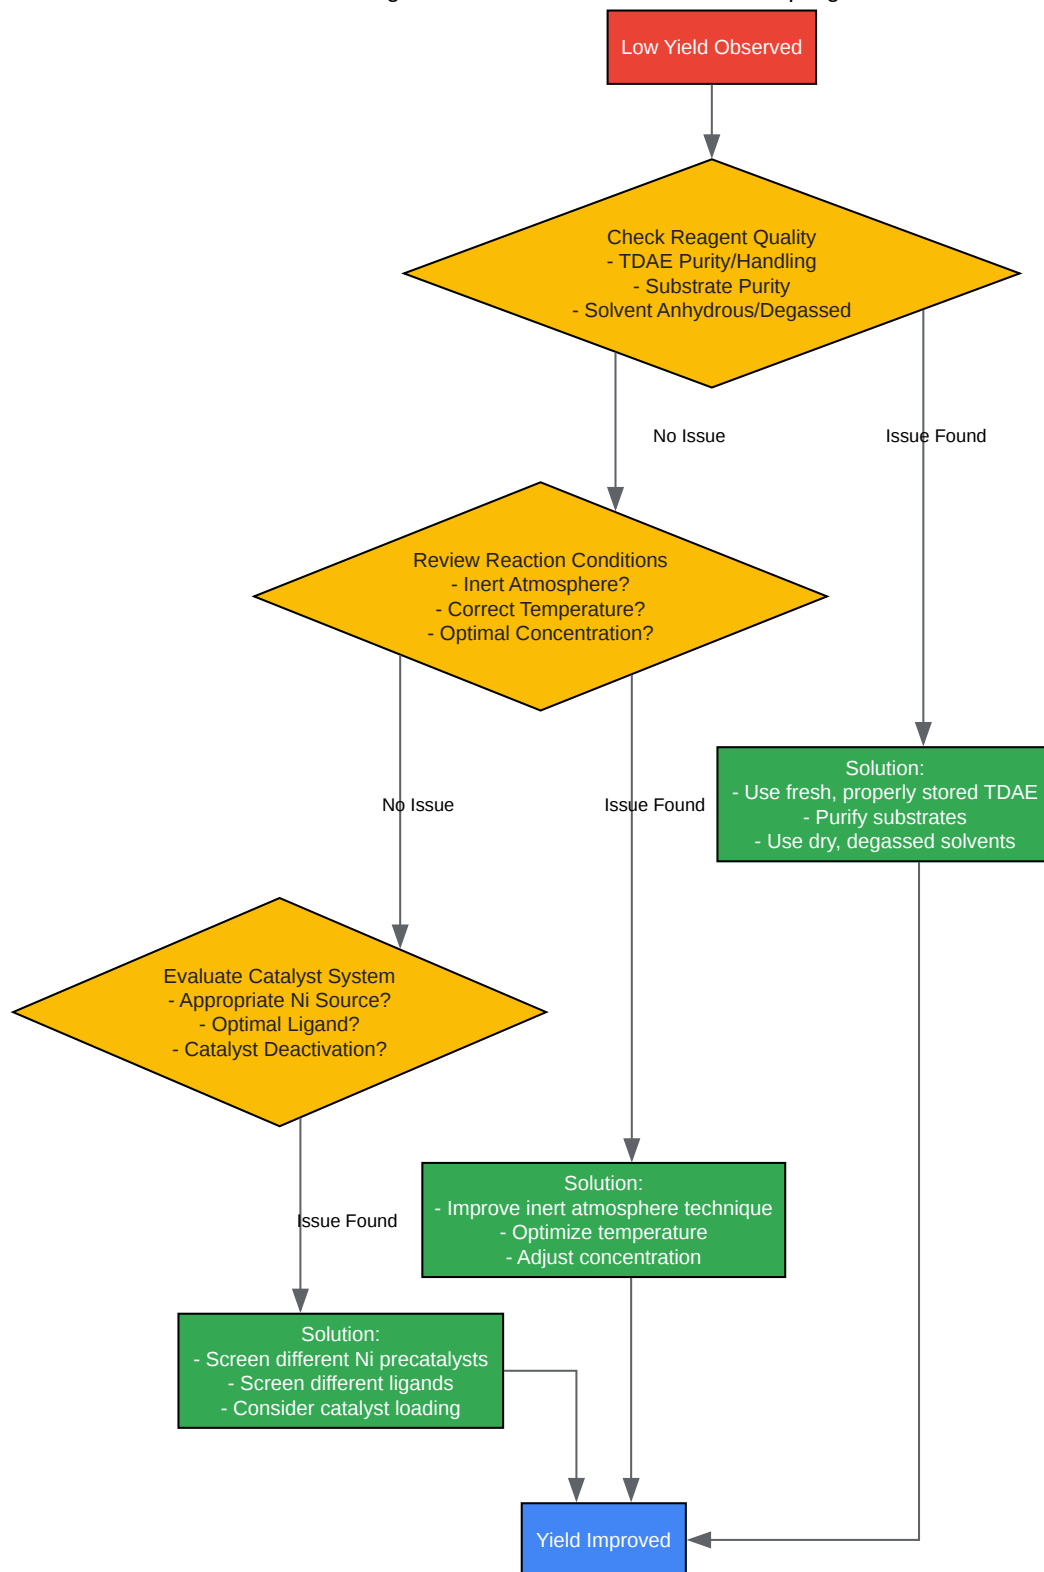 Low Yield Observed
Check Reagent Quality
- TDAE Purity/Handling
- Substrate Purity
- Solvent Anhydrous/Degassed
No Issue
Issue Found
Review Reaction Conditions
- Inert Atmosphere?
- Correct Temperature?
- Optimal Concentration?
Solution:
- Use fresh, properly stored TDAE
- Purify substrates
- Use dry, degassed solvents
No Issue
Issue Found
Evaluate Catalyst System
- Appropriate Ni Source?
- Optimal Ligand?
- Catalyst Deactivation?
Solution:
- Improve inert atmosphere technique
- Optimize temperature
- Adjust concentration
Issue Found
Solution:
- Screen different Ni precatalysts
- Screen different ligands
- Consider catalyst loading
Yield Improved